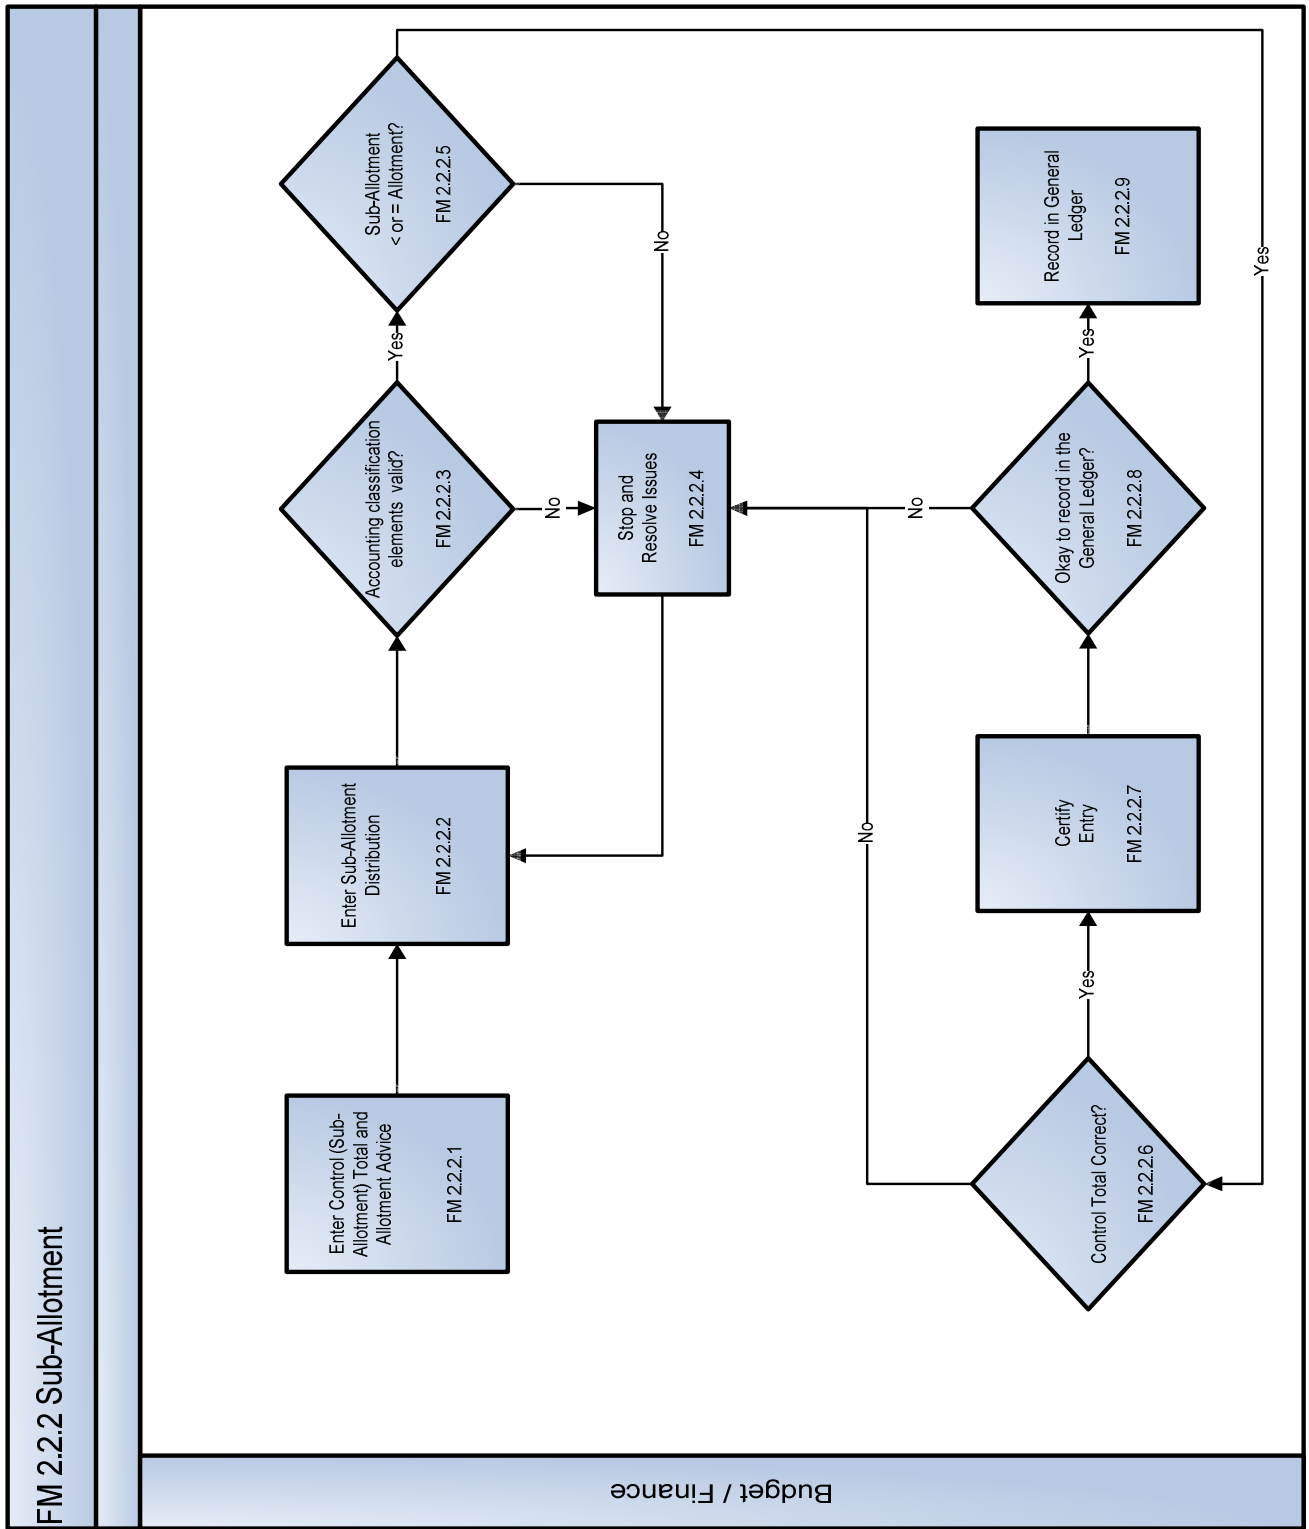 FM 2.2.2 Sub-Allotment
Budget / Finance
Enter Control (Sub-
Allotment) Total and
Allotment Advice
FM 2.2.2.1
Enter Sub-Allotment
Distribution
FM 2.2.2.2
Accounting classification
elements valid?
FM 2.2.2.3
Yes
No
Sub-Allotment
< or = Allotment?
FM 2.2.2.5
No
Stop and
Resolve Issues
FM 2.2.2.4
No
No
Control Total Correct?
FM 2.2.2.6
Yes
Certify
Entry
FM 2.2.2.7
Okay to record in the
General Ledger?
FM 2.2.2.8
Yes
Record in General
Ledger
FM 2.2.2.9
Yes